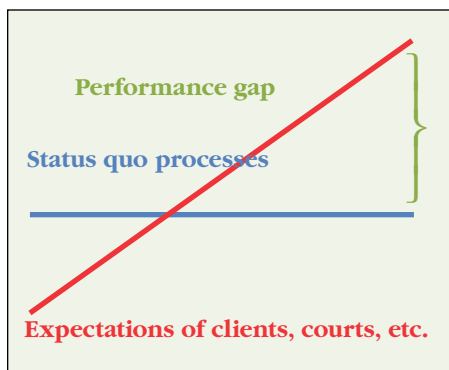 Performance gap
Status quo processes
Expectations of clients, courts, etc.